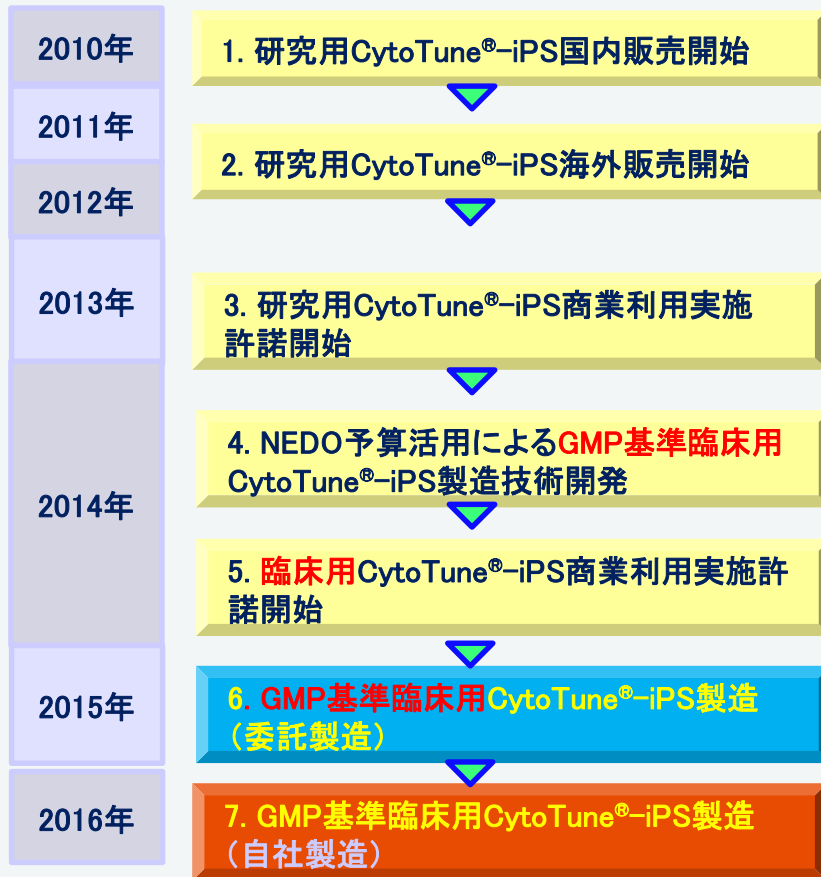 2010年
1. 研究用CytoTune®-iPS国内販売開始
2011年
2. 研究用CytoTune®-iPS海外販売開始
2012年
2013年
3. 研究用CytoTune®-iPS商業利用実施
許諾開始
2014年
4. NEDO予算活用によるGMP基準臨床用
CytoTune®-iPS製造技術開発
5. 臨床用CytoTune®-iPS商業利用実施許
諾開始
2015年
6. GMP基準臨床用CytoTune®-iPS製造
（委託製造）
2016年
7. GMP基準臨床用CytoTune®-iPS製造
（自社製造）